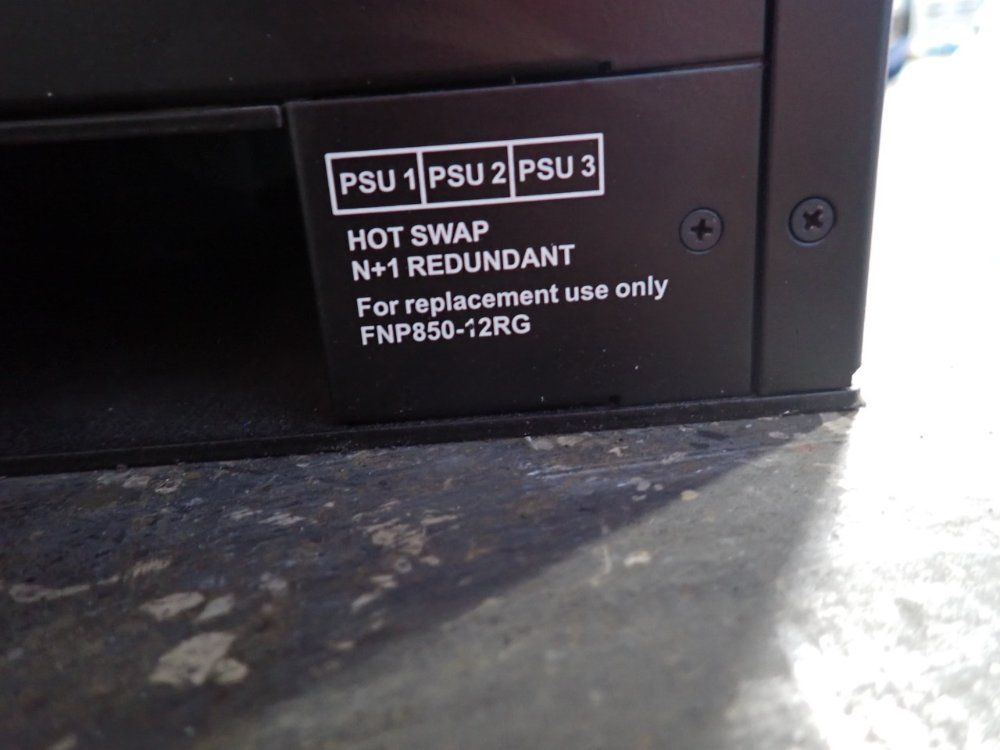 PSU 1 PSU 2 PSU 3
HOT SWAP
N+1 REDUNDANT
For replacement use only
FNP850-12RG